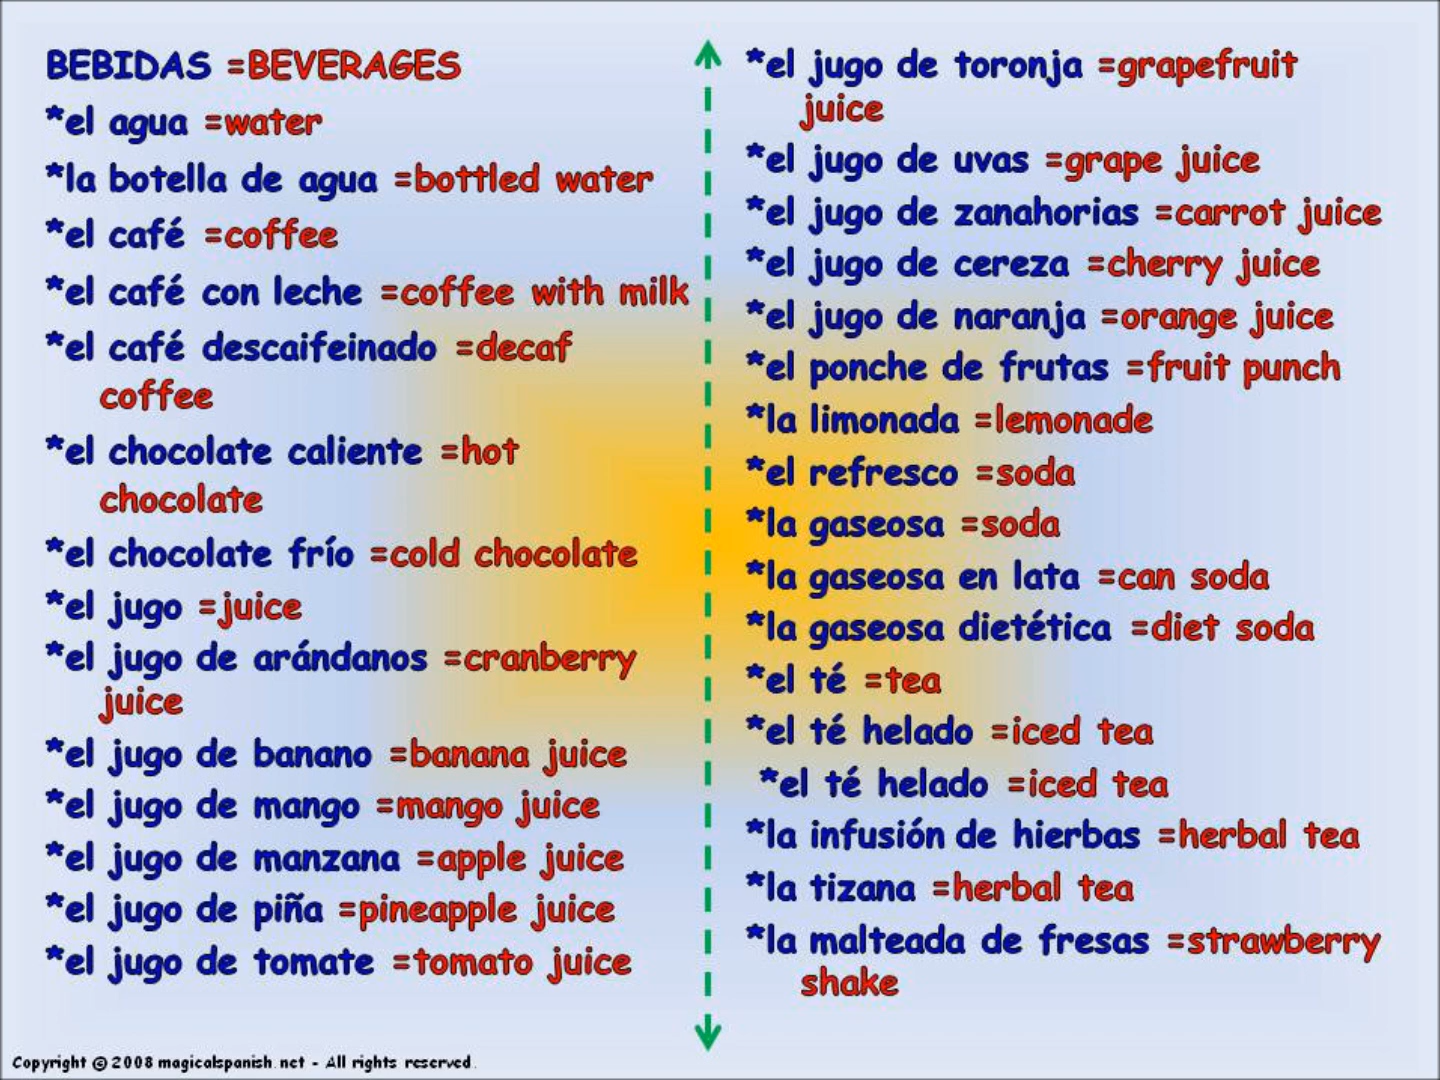 BEBIDAS =BEVERAGES
*el agua =water
*la botella de agua =bottled water
*el café =coffee
*el café con leche =coffee with milk
*el café descaifeinado =decaf
coffee
*el chocolate caliente =hot
chocolate
*el chocolate frío =cold chocolate
*el jugo =juice
*el jugo de arándanos =cranberry
juice
*el jugo de banano =banana juice
*el jugo de mango =mango juice
*el jugo de manzana =apple juice
*el jugo de piña =pineapple juice
*el jugo de tomate =tomato juice
*el jugo de toronja =grapefruit
juice
*el jugo de uvas =grape juice
*el jugo de zanahorias =carrot juice
*el jugo de cereza =cherry juice
*el jugo de naranja =orange juice
*el ponche de frutas =fruit punch
*la limonada =lemonade
*el refresco =soda
*la gaseosa =soda
*la gaseosa en lata =can soda
*la gaseosa dietética =diet soda
*el té =tea
*el té helado =iced tea
*el té helado =iced tea
*la infusión de hierbas =herbal tea
*la tizana =herbal tea
*la malteada de fresas =strawberry
shake
Copyright © 2008 magicalspanish.net - All rights reserved.